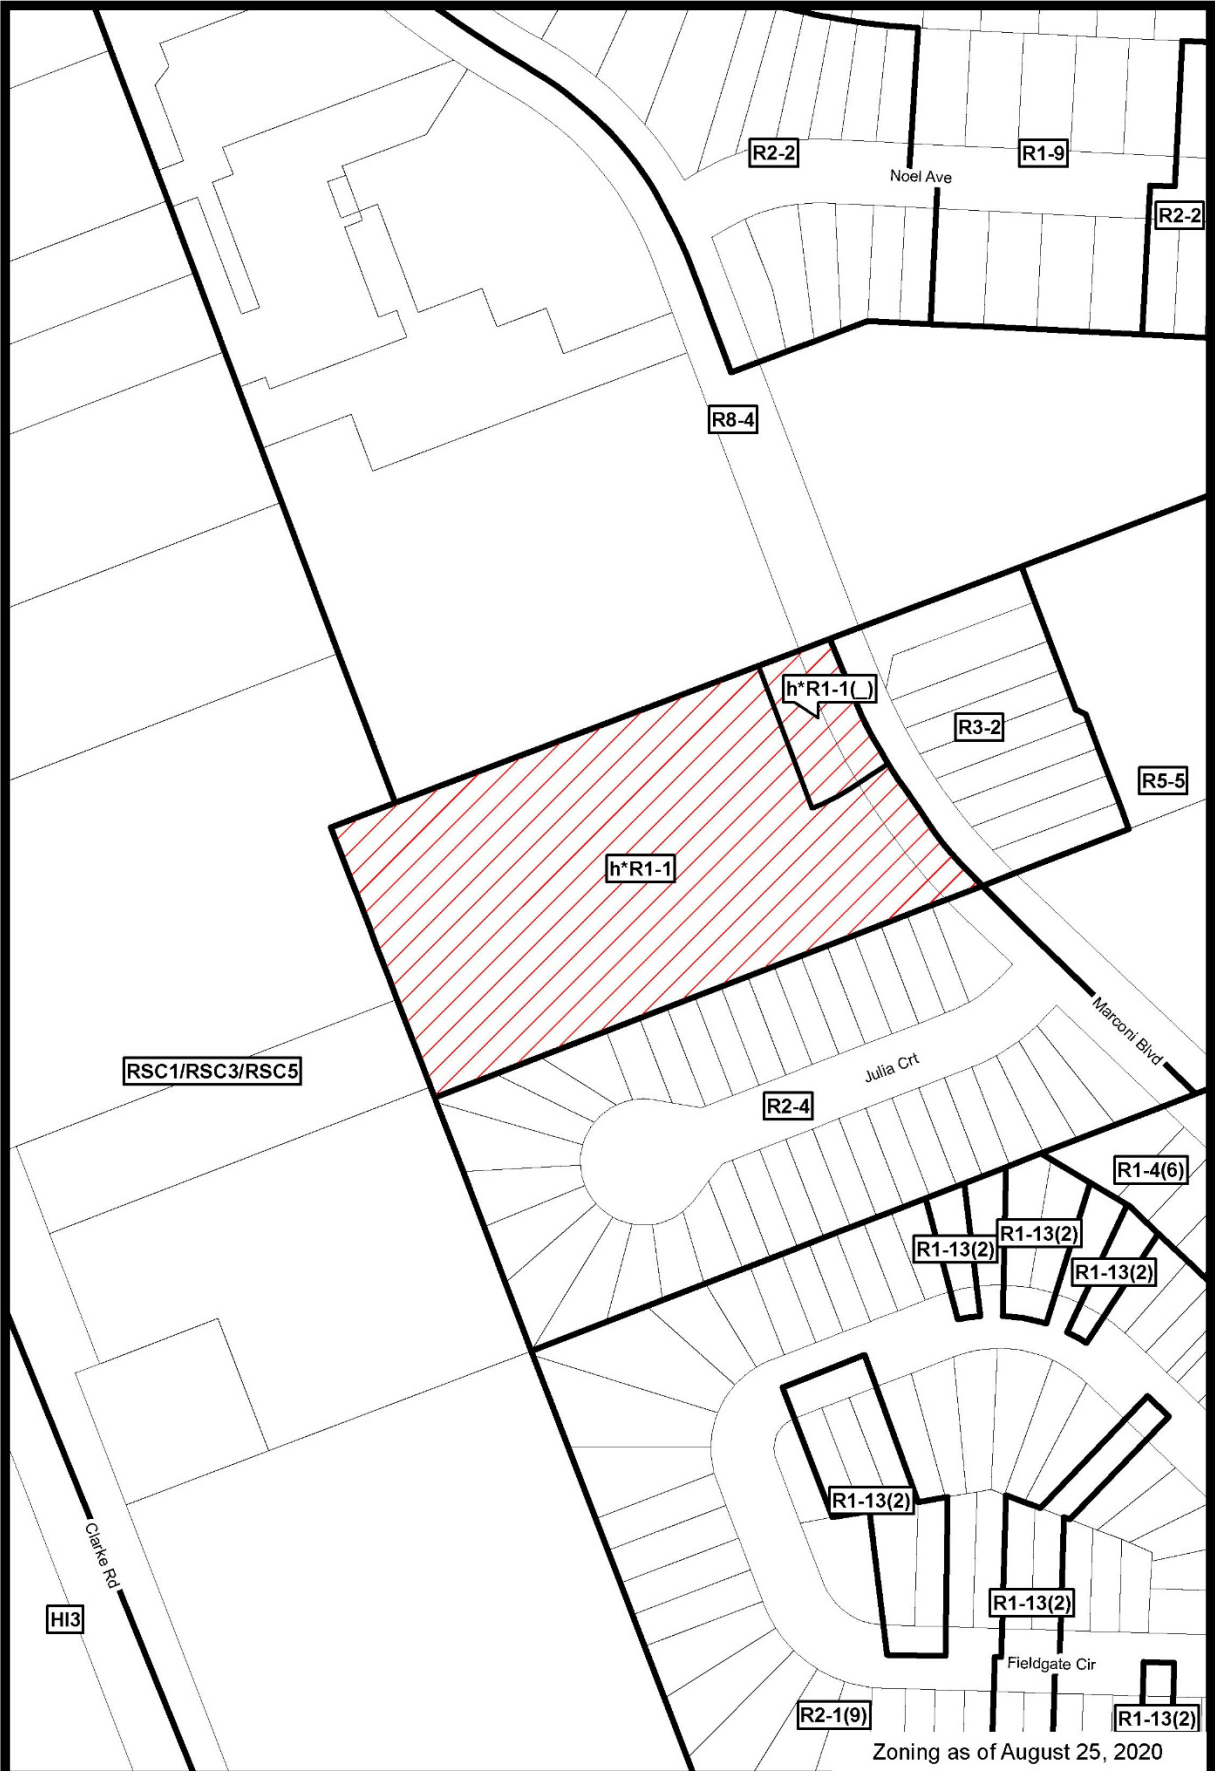 R2-2
R1-9
Noel Ave
R2-2
R8-4
h*R1-1(_)
R3-2
R5-5
h*R1-1
Marconi Blvd
RSC1/RSC3/RSC5
Julia Crt
R2-4
R1-4(6)
R1-13(2)
R1-13(2)
R1-13(2)
R1-13(2)
Clarke Rd
R1-13(2)
HI3
Fieldgate Cir
R2-1(9)
R1-13(2)
Zoning as of August 25, 2020